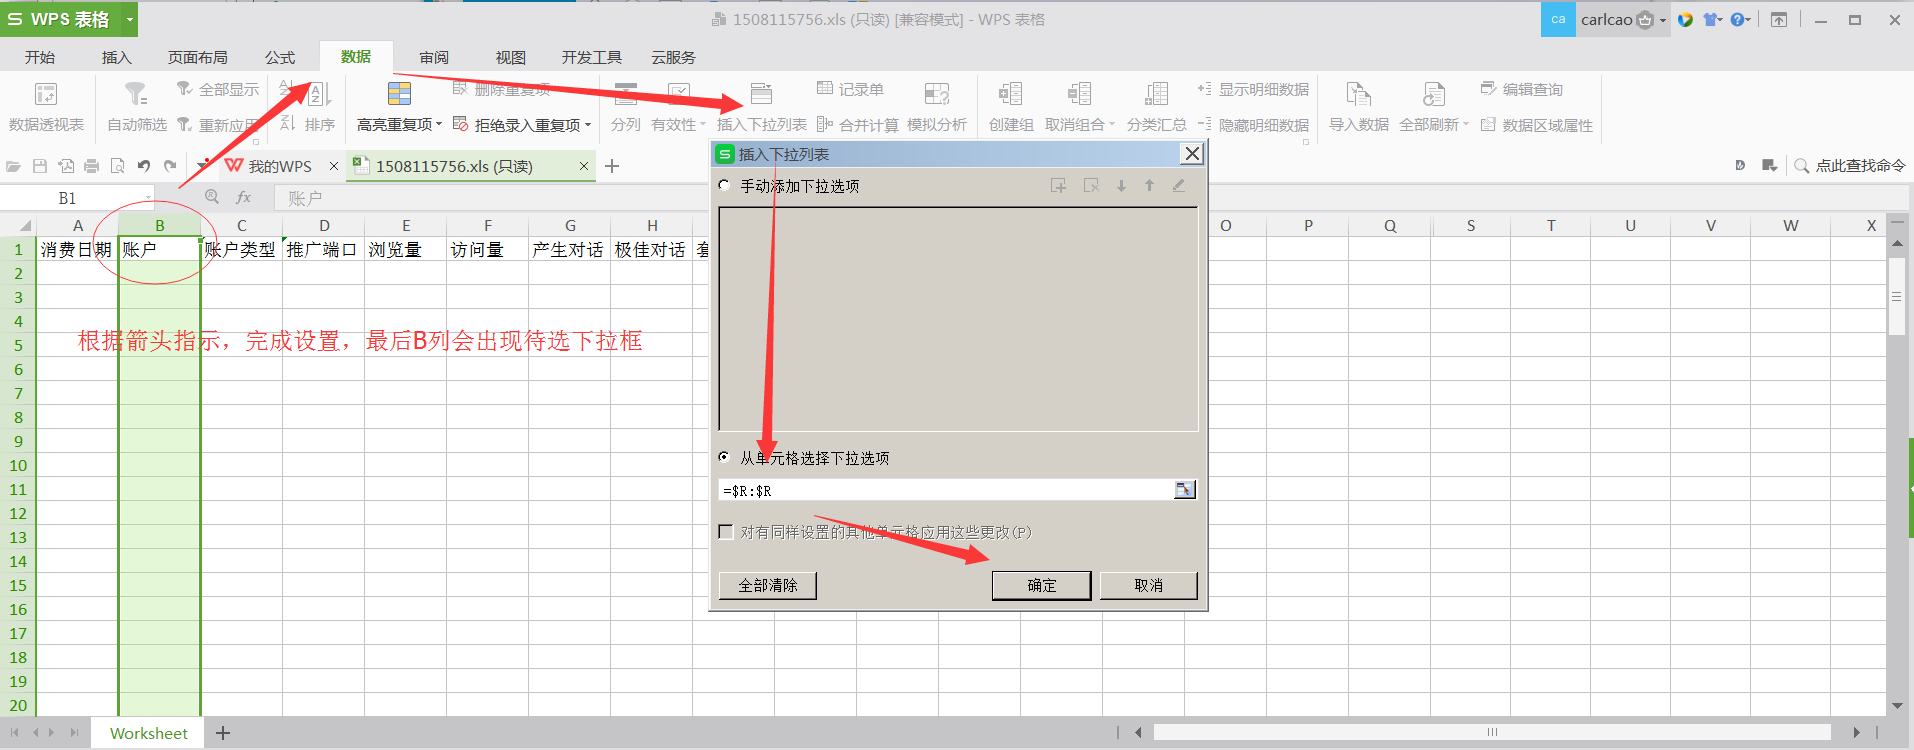 WPS 表格
1508115756.xls (只读) [兼容模式] - WPS 表格
ca
carlcao
开始
插入
页面布局
公式
数据
审阅
视图
开发工具
云服务
数据透视表
自动筛选
全部显示
重新应用
排序
高亮重复项
删除重复项
拒绝录入重复项
分列
有效性
插入下拉列表
记录单
合并计算
模拟分析
创建组
取消组合
分类汇总
显示明细数据
隐藏明细数据
导入数据
全部刷新
编辑查询
数据区域属性
我的WPS
1508115756.xls (只读)
点此查找命令
B1
fx
账户
A B C D E F G H O P Q R S T U V W X
1 消费日期 账户 账户类型 推广端口 浏览量 访问量 产生对话 极佳对话
2
3
4
5
6
7
8
9
10
11
12
13
14
15
16
17
18
19
20
根据箭头指示，完成设置，最后B列会出现待选下拉框
插入下拉列表
手动添加下拉选项
从单元格选择下拉选项
=$R:$R
对有同样设置的其他单元格应用这些更改(P)
全部清除
确定
取消
Worksheet